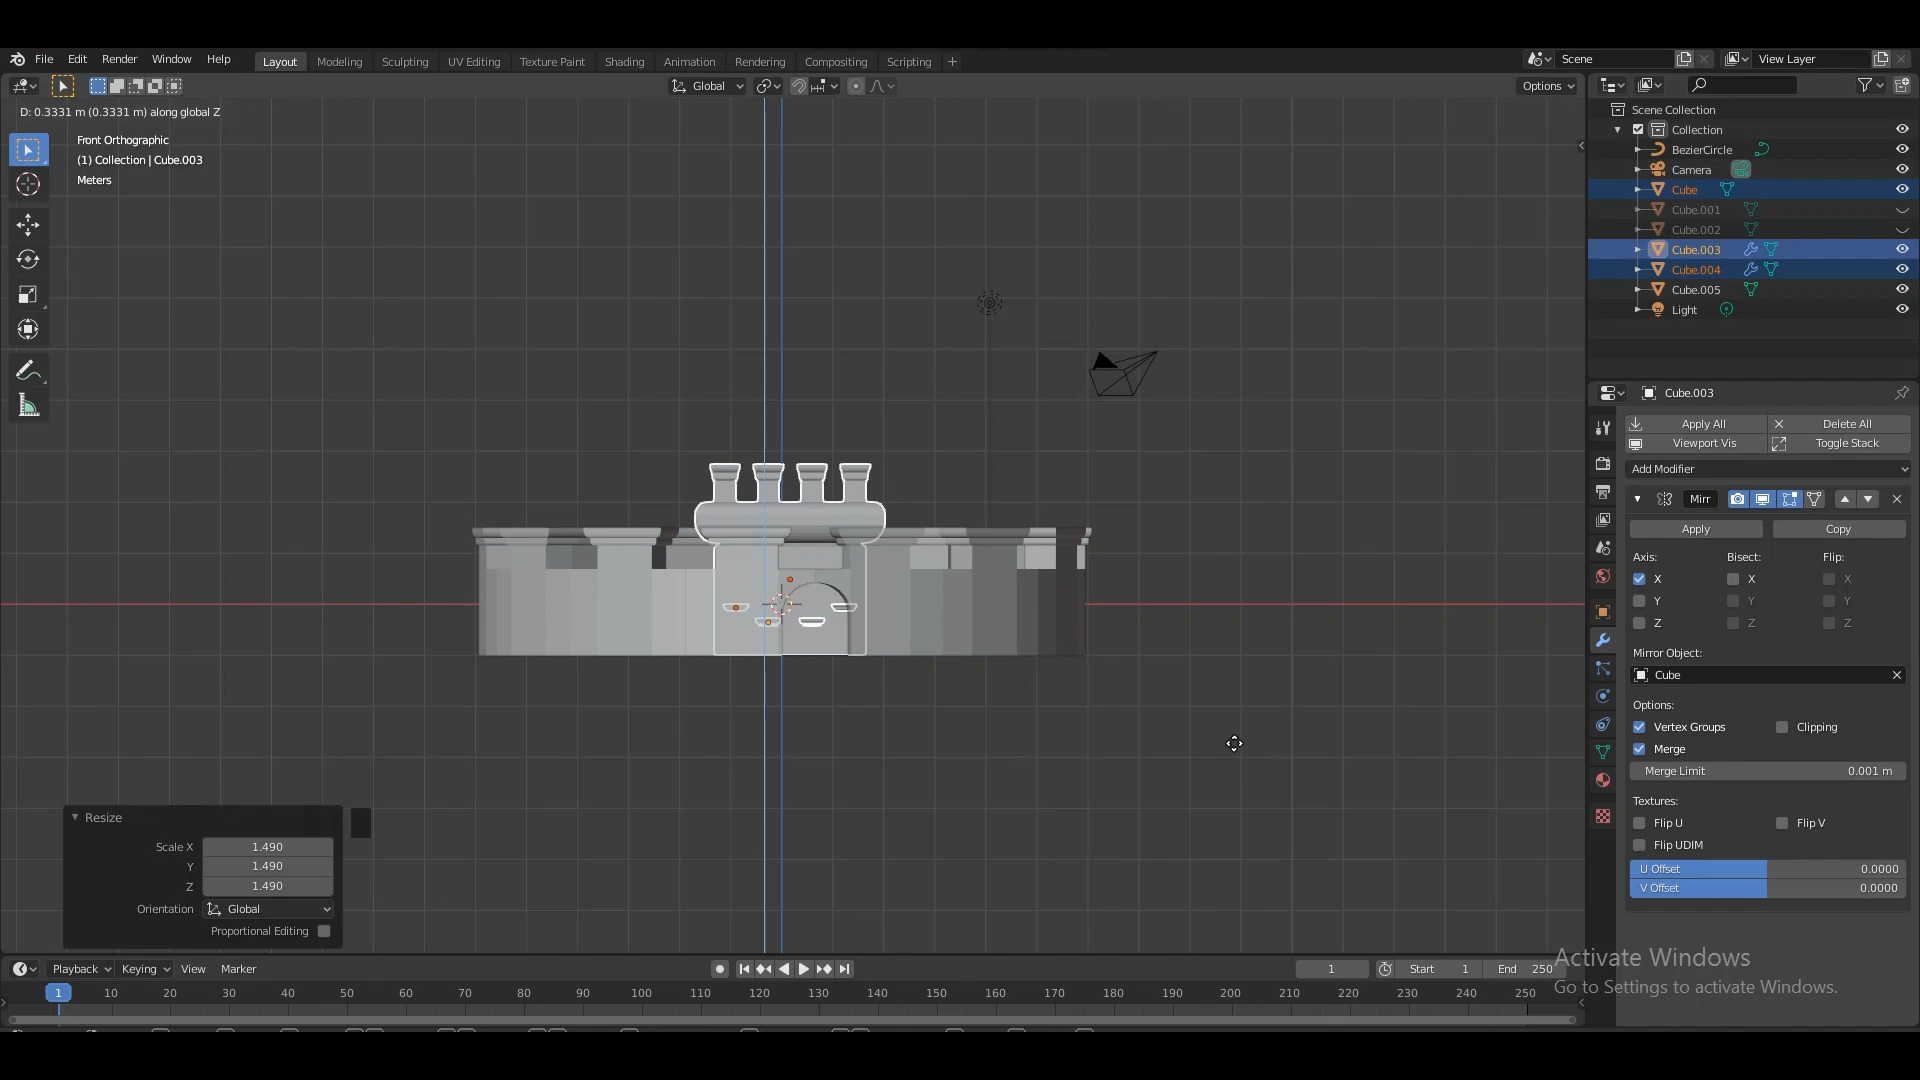 File Edit Render Window Help Layout Modeling Sculpting UV Editing Texture Paint Shading Animation Rendering Compositing Scripting + Scene View Layer
Global Options
D: 0.3331 m (0.3331 m) along global Z
Front Orthographic
(1) Collection | Cube.003
Meters
Scene Collection
Collection
BezierCircle
Camera
Cube
Cube.001
Cube.002
Cube.003
Cube.004
Cube.005
Light
Cube.003
Apply All Delete All
Viewport Vis Toggle Stack
Add Modifier
Mirr
Apply Copy
Axis: Bisect: Flip:
X X X
Y Y Y
Z Z Z
Mirror Object:
Cube
Options:
Vertex Groups Clipping
Merge
Merge Limit 0.001 m
Textures:
Flip U Flip V
Flip UDIM
U Offset 0.0000
V Offset 0.0000
Resize
Scale X 1.490
Y 1.490
Z 1.490
Orientation Global
Proportional Editing
Activate Windows
Go to Settings to activate Windows.
Playback Keying View Marker 1 Start 1 End 250
1 10 20 30 40 50 60 70 80 90 100 110 120 130 140 150 160 170 180 190 200 210 220 230 240 250